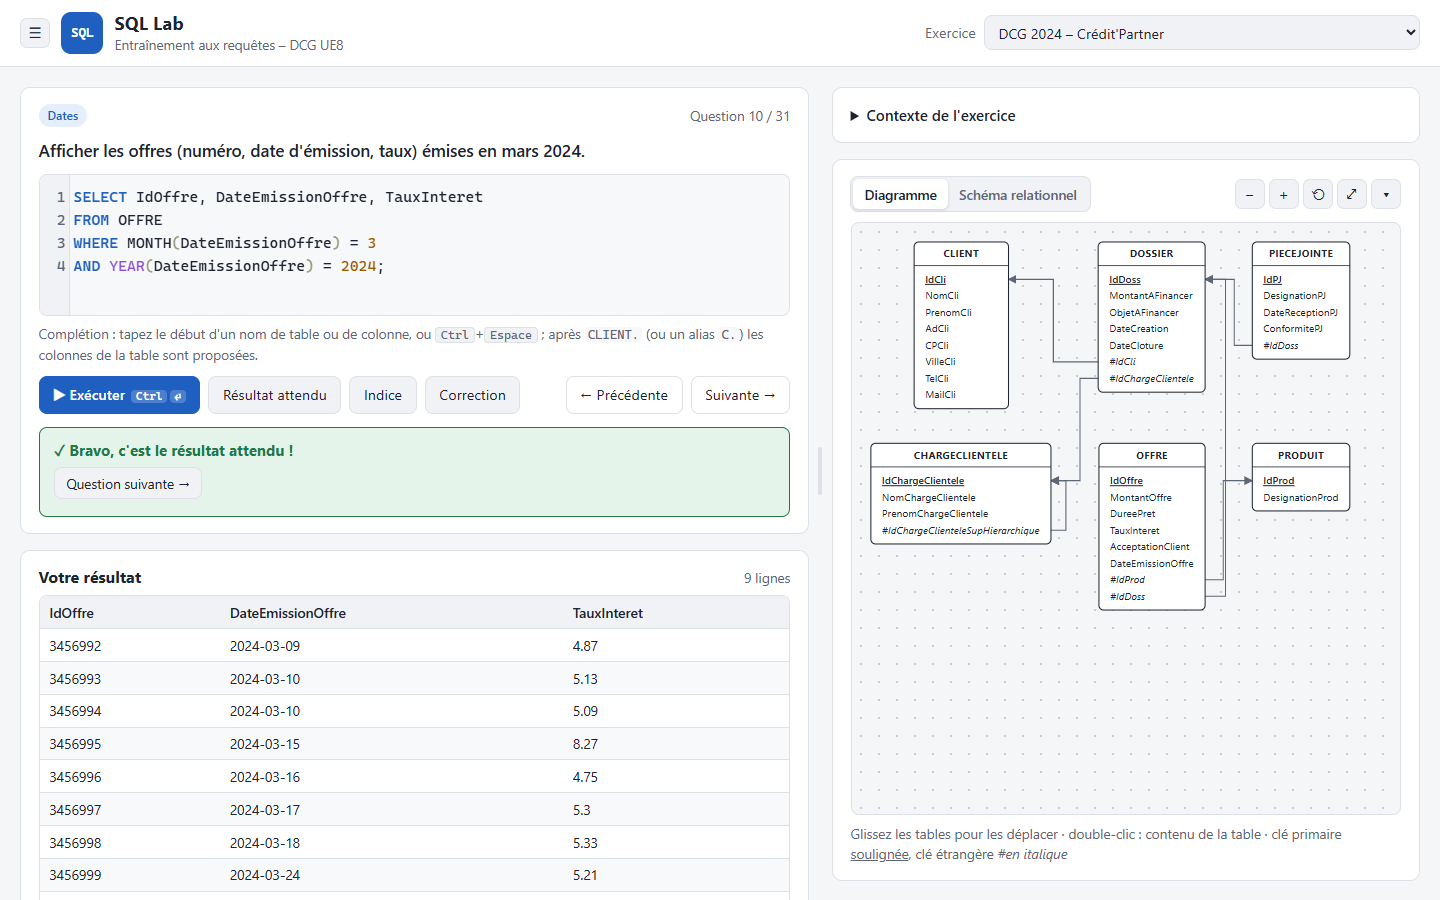 ☰
SQL
SQL Lab
Entraînement aux requêtes – DCG UE8
Exercice
DCG 2024 – Crédit'Partner
Dates
Question 10 / 31
Afficher les offres (numéro, date d'émission, taux) émises en mars 2024.
1 SELECT IdOffre, DateEmissionOffre, TauxInteret
2 FROM OFFRE
3 WHERE MONTH(DateEmissionOffre) = 3
4 AND YEAR(DateEmissionOffre) = 2024;
Complétion : tapez le début d'un nom de table ou de colonne, ou Ctrl+Espace ; après CLIENT. (ou un alias C.) les
colonnes de la table sont proposées.
▶ Exécuter Ctrl ⏎
Résultat attendu
Indice
Correction
← Précédente
Suivante →
✓ Bravo, c'est le résultat attendu !
Question suivante →
Votre résultat
9 lignes
IdOffre DateEmissionOffre TauxInteret
3456992 2024-03-09 4.87
3456993 2024-03-10 5.13
3456994 2024-03-10 5.09
3456995 2024-03-15 8.27
3456996 2024-03-16 4.75
3456997 2024-03-17 5.3
3456998 2024-03-18 5.33
3456999 2024-03-24 5.21
▶ Contexte de l'exercice
Diagramme
Schéma relationnel
− + ⟲ ⤢ ▾
CLIENT
IdCli
NomCli
PrenomCli
AdCli
CPCli
VilleCli
TelCli
MailCli
DOSSIER
IdDoss
MontantAFinancer
ObjetAFinancer
DateCreation
DateCloture
#IdCli
#IdChargeClientele
PIECEJOINTE
IdPJ
DesignationPJ
DateReceptionPJ
ConformitePJ
#IdDoss
CHARGECLIENTELE
IdChargeClientele
NomChargeClientele
PrenomChargeClientele
#IdChargeClienteleSupHierarchique
OFFRE
IdOffre
MontantOffre
DureePret
TauxInteret
AcceptationClient
DateEmissionOffre
#IdProd
#IdDoss
PRODUIT
IdProd
DesignationProd
Glissez les tables pour les déplacer · double-clic : contenu de la table · clé primaire
soulignée, clé étrangère #en italique